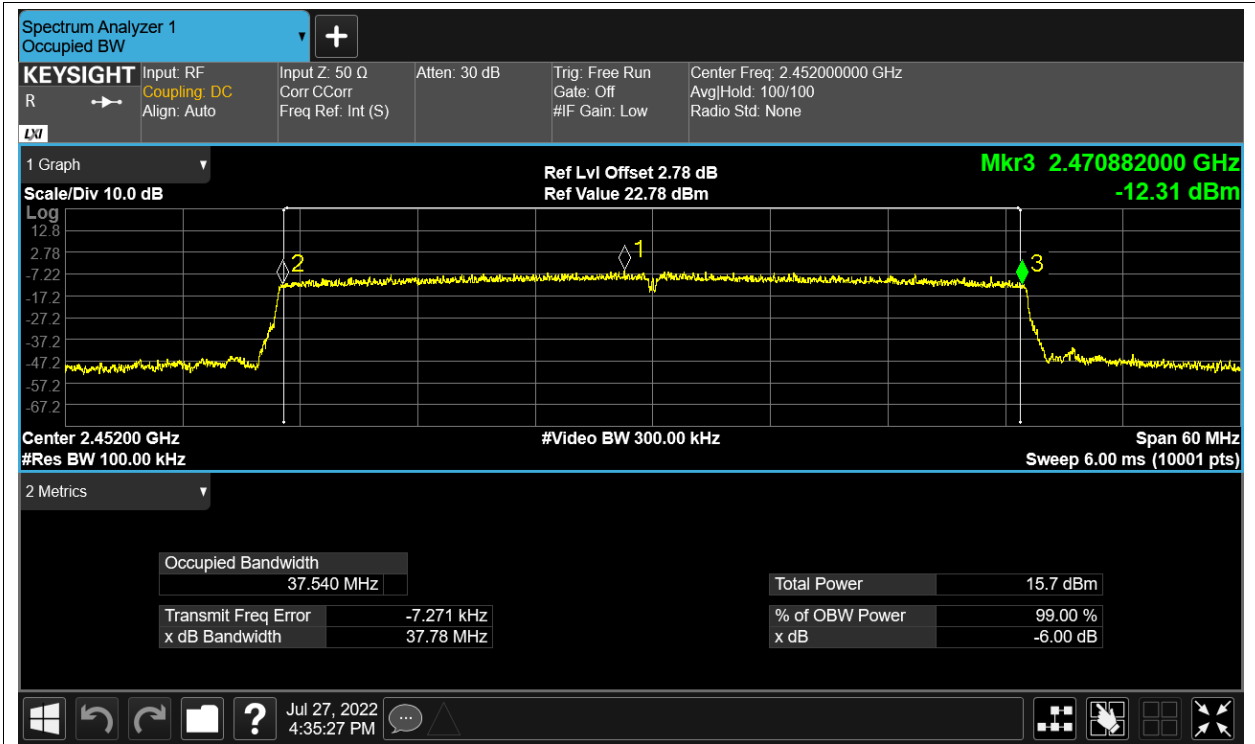 Spectrum Analyzer 1
Occupied BW
+
KEYSIGHT
R
LXI
Input: RF
Coupling: DC
Align: Auto
Input Z: 50 Ω
Corr CCorr
Freq Ref: Int (S)
Atten: 30 dB
Trig: Free Run
Gate: Off
#IF Gain: Low
Center Freq: 2.452000000 GHz
Avg|Hold: 100/100
Radio Std: None
1 Graph
Scale/Div 10.0 dB
Ref Lvl Offset 2.78 dB
Ref Value 22.78 dBm
Mkr3 2.470882000 GHz
-12.31 dBm
Log
12.8
2.78
-7.22
-17.2
-27.2
-37.2
-47.2
-57.2
-67.2
2
1
3
Center 2.45200 GHz
#Res BW 100.00 kHz
#Video BW 300.00 kHz
Span 60 MHz
Sweep 6.00 ms (10001 pts)
2 Metrics
Occupied Bandwidth
37.540 MHz
Transmit Freq Error -7.271 kHz
x dB Bandwidth 37.78 MHz
Total Power 15.7 dBm
% of OBW Power 99.00 %
x dB -6.00 dB
?
Jul 27, 2022
4:35:27 PM